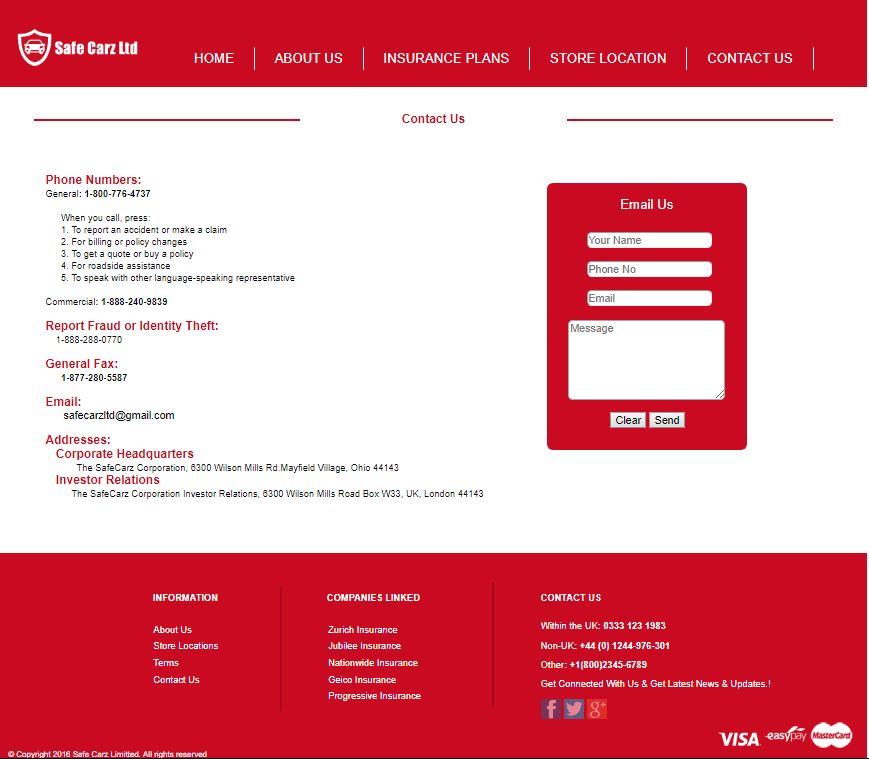 Safe Carz Ltd
HOME
ABOUT US
INSURANCE PLANS
STORE LOCATION
CONTACT US
Contact Us
Phone Numbers:
General: 1-800-776-4737
When you call, press:
1. To report an accident or make a claim
2. For billing or policy changes
3. To get a quote or buy a policy
4. For roadside assistance
5. To speak with other language-speaking representative
Commercial: 1-888-240-9839
Report Fraud or Identity Theft:
1-888-288-0770
General Fax:
1-877-280-5587
Email:
safecarzltd@gmail.com
Addresses:
Corporate Headquarters
The SafeCarz Corporation, 6300 Wilson Mills Rd.Mayfield Village, Ohio 44143
Investor Relations
The SafeCarz Corporation Investor Relations, 6300 Wilson Mills Road Box W33, UK, London 44143
Email Us
Your Name
Phone No
Email
Message
Clear Send
INFORMATION
About Us
Store Locations
Terms
Contact Us
COMPANIES LINKED
Zurich Insurance
Jubilee Insurance
Nationwide Insurance
Geico Insurance
Progressive Insurance
CONTACT US
Within the UK: 0333 123 1983
Non-UK: +44 (0) 1244-976-301
Other: +1(800)2345-6789
Get Connected With Us & Get Latest News & Updates.!
f g+
VISA easypay MasterCard
© Copyright 2016 Safe Carz Limitted. All rights reserved